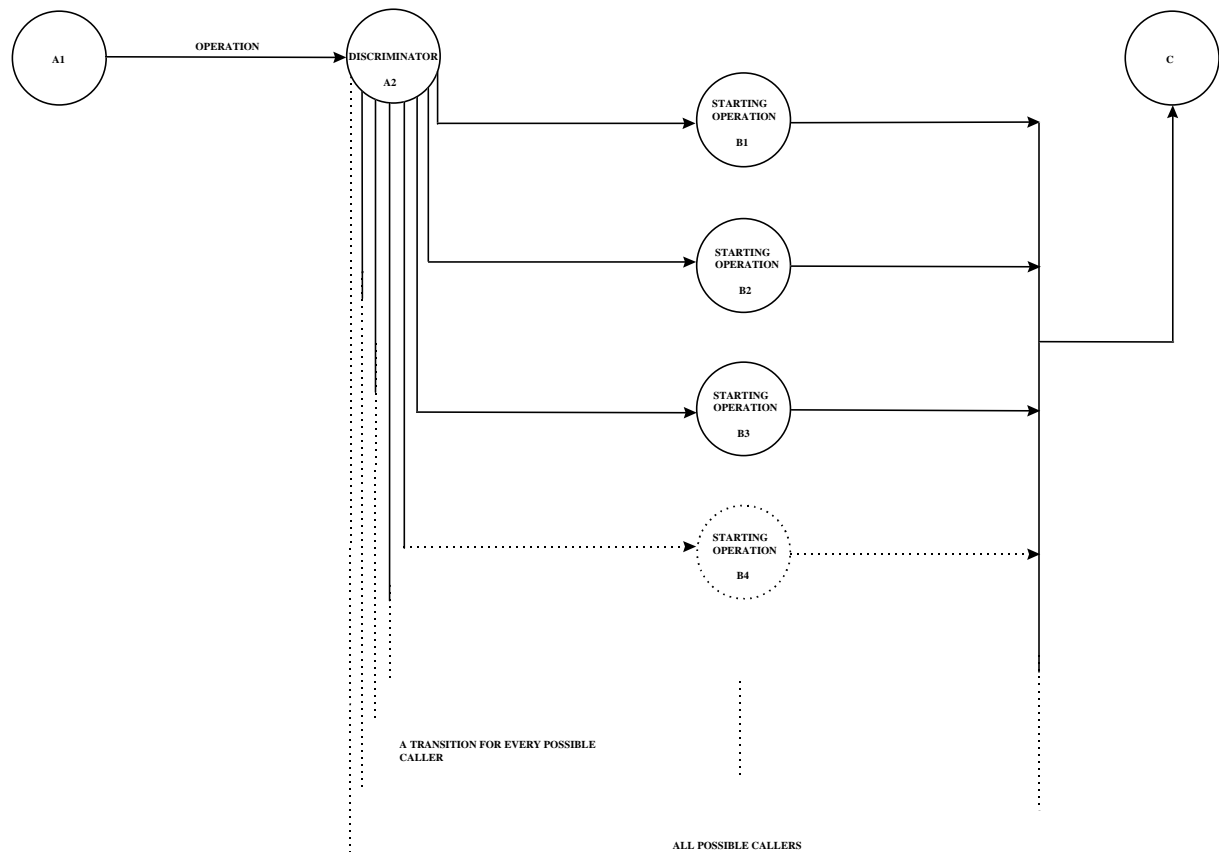 A1
OPERATION
DISCRIMINATOR
A2
C
STARTING
OPERATION
B1
STARTING
OPERATION
B2
STARTING
OPERATION
B3
STARTING
OPERATION
B4
A TRANSITION FOR EVERY POSSIBLE
CALLER
ALL POSSIBLE CALLERS